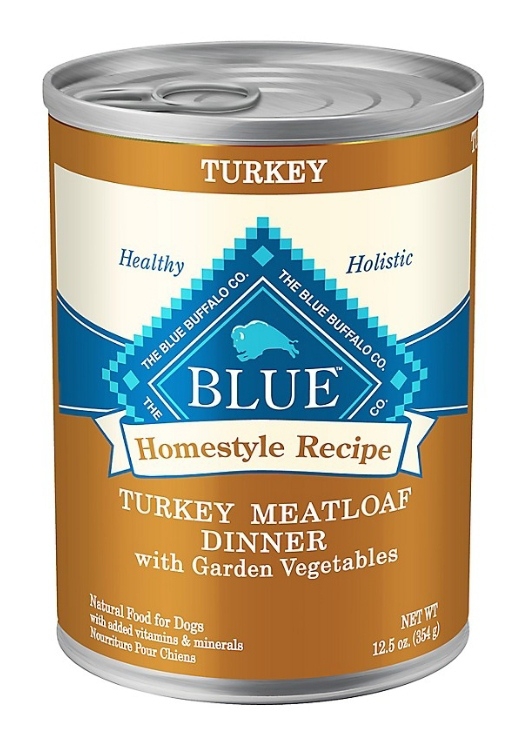 TURKEY
Healthy
Holistic
THE BLUE BUFFALO CO.
THE BLUE BUFFALO CO.
THE
CO.
BLUE™
Homestyle Recipe
TURKEY MEATLOAF
DINNER
with Garden Vegetables
Natural Food for Dogs
with added vitamins & minerals
Nourriture Pour Chiens
NET WT
12.5 oz. (354 g)